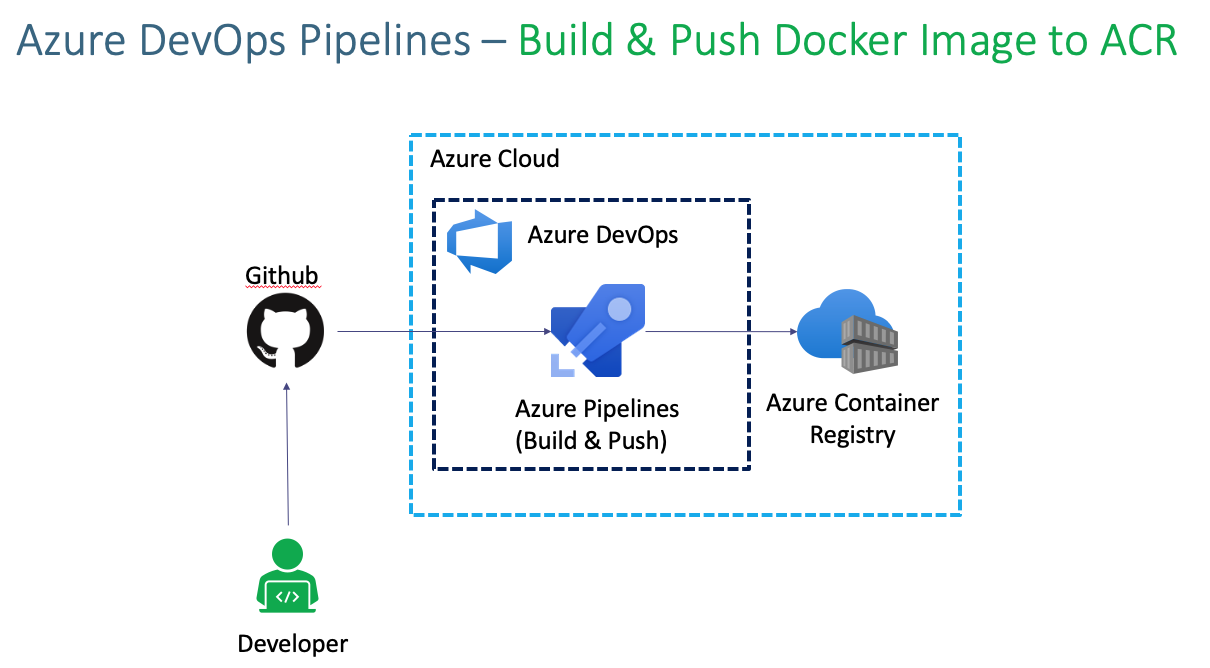 Azure DevOps Pipelines – Build & Push Docker Image to ACR
Azure Cloud
Azure DevOps
Github
Azure Pipelines
(Build & Push)
Azure Container
Registry
</>
Developer